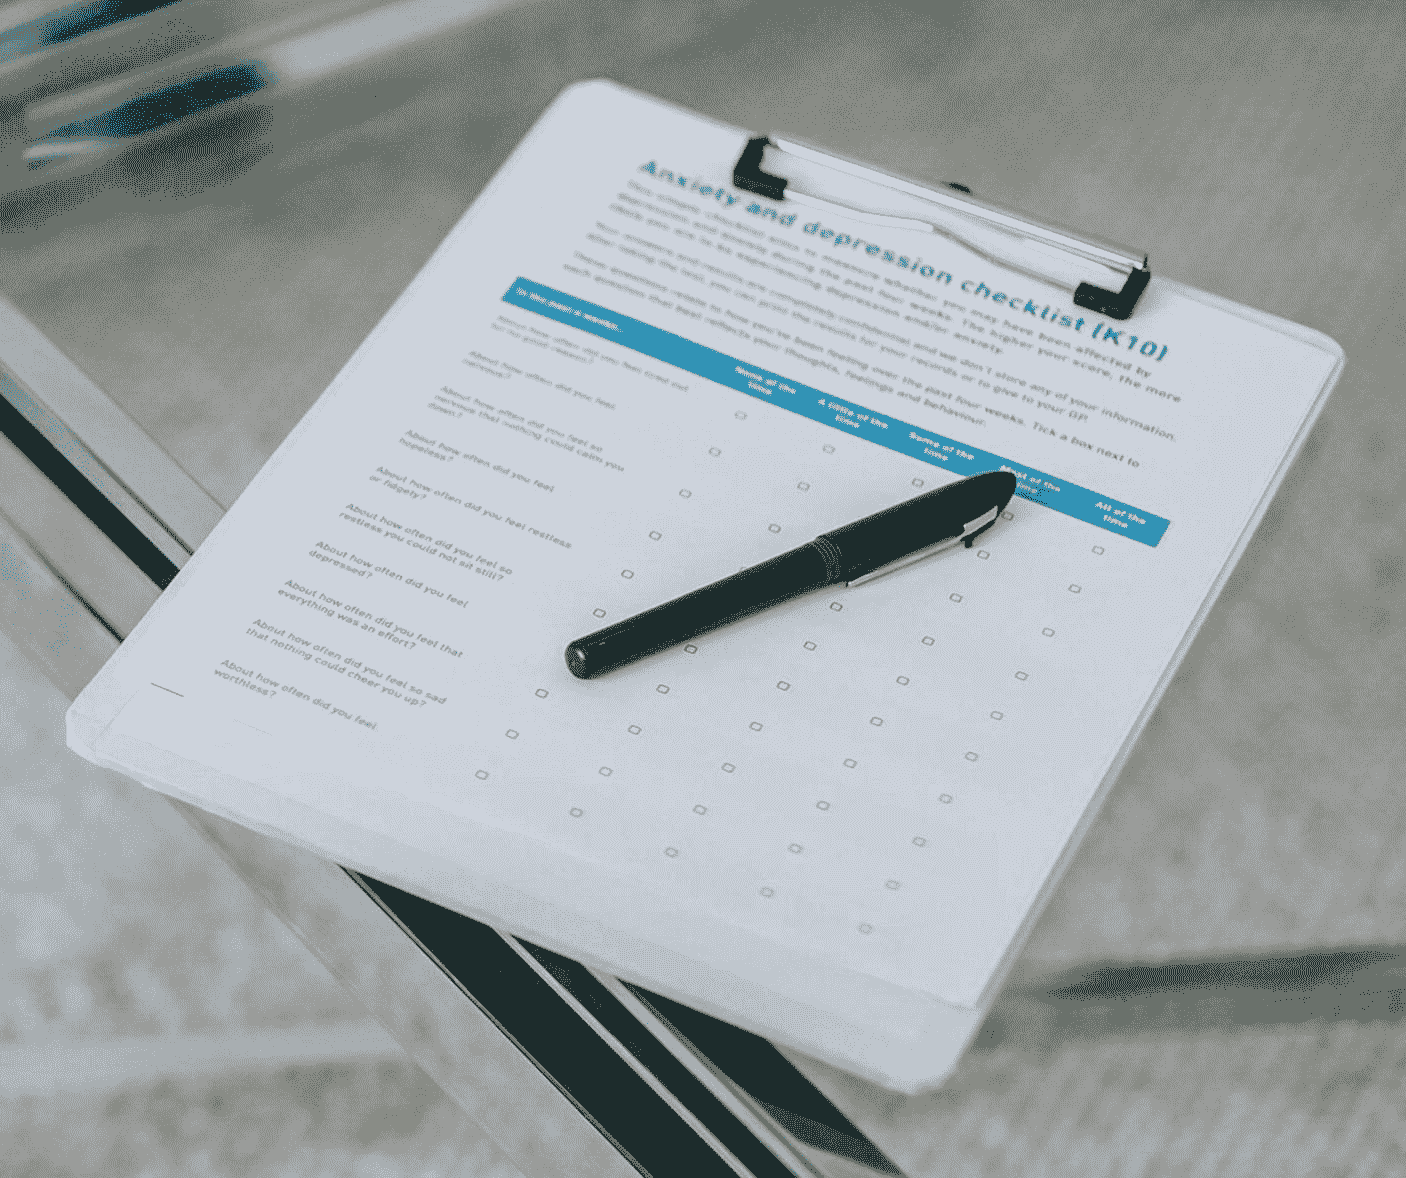 Anxiety and depression checklist (K10)
This simple checklist aims to measure whether you may have been affected by
depression and anxiety during the past four weeks. The higher your score, the more
likely you are to be experiencing depression and/or anxiety.
Your answers and results are completely confidential and we don't store any of your information.
after taking the test, you can print the results for your records or to give to your GP.
These questions relate to how you've been feeling over the past four weeks. Tick a box next to
each question that best reflects your thoughts, feelings and behaviour.
In the past 4 weeks:
None of the
time
A little of the
time
Some of the
time
Most of the
time
All of the
time
About how often did you feel tired out
for no good reason?
About how often did you feel
nervous?
About how often did you feel so
nervous that nothing could calm you
down?
About how often did you feel
hopeless?
About how often did you feel restless
or fidgety?
About how often did you feel so
restless you could not sit still?
About how often did you feel
depressed?
About how often did you feel that
everything was an effort?
About how often did you feel so sad
that nothing could cheer you up?
About how often did you feel
worthless?